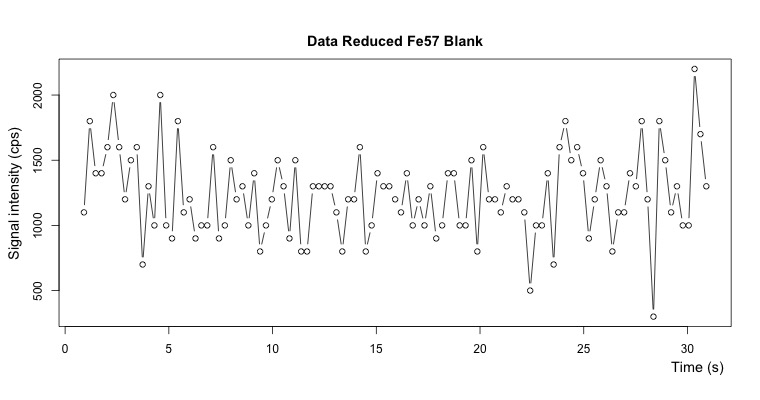 Data Reduced Fe57 Blank
Signal intensity (cps)
2000
1500
1000
500
0 5 10 15 20 25 30
Time (s)